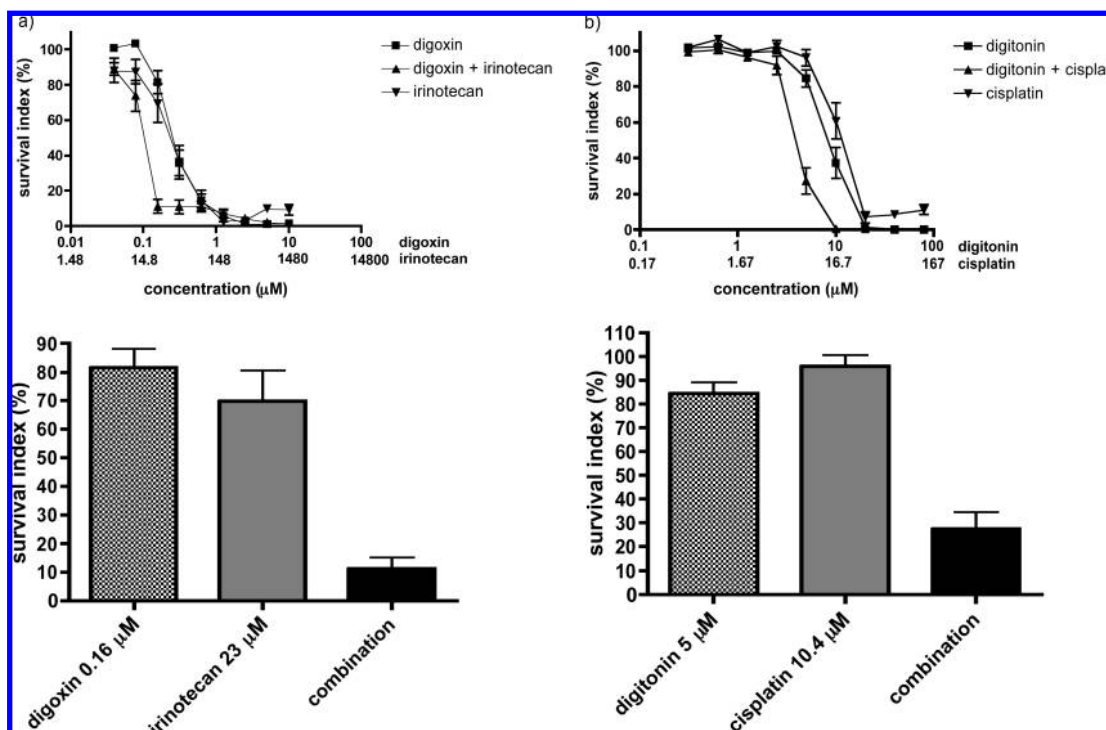 a)
digoxin
digoxin + irinotecan
irinotecan
survival index (%)
100
80
60
40
20
0
0.01 0.1 1 10 100 digoxin
1.48 14.8 148 1480 14800 irinotecan
concentration (μM)
b)
digitonin
digitonin + cispla
cisplatin
survival index (%)
100
80
60
40
20
0
0.1 1 10 100 digitonin
0.17 1.67 16.7 167 cisplatin
concentration (μM)
survival index (%)
90
80
70
60
50
40
30
20
10
0
digoxin 0.16 μM
irinotecan 23 μM
combination
survival index (%)
110
100
90
80
70
60
50
40
30
20
10
0
digitonin 5 μM
cisplatin 10.4 μM
combination